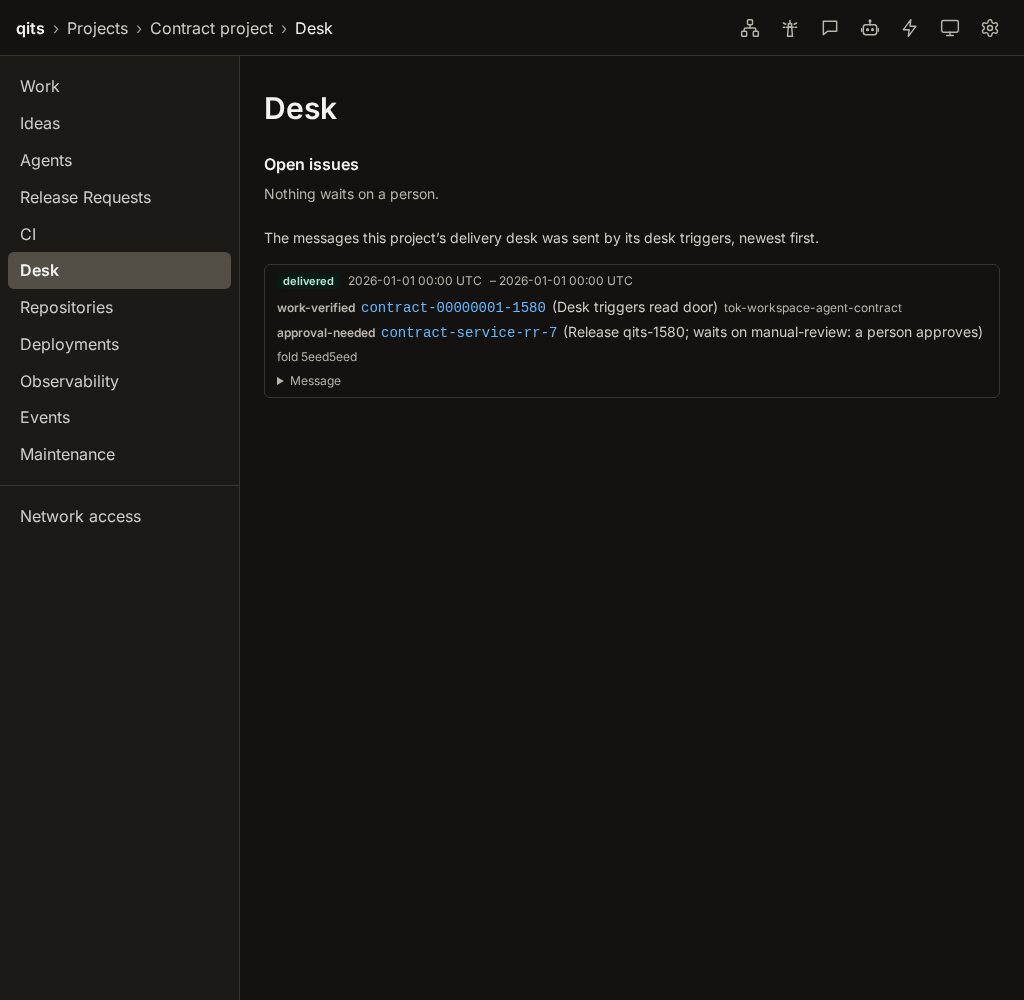 qits › Projects › Contract project › Desk
Work
Ideas
Agents
Release Requests
CI
Desk
Repositories
Deployments
Observability
Events
Maintenance
Network access
Desk
Open issues
Nothing waits on a person.
The messages this project’s delivery desk was sent by its desk triggers, newest first.
delivered 2026-01-01 00:00 UTC – 2026-01-01 00:00 UTC
work-verified contract-00000001-1580 (Desk triggers read door) tok-workspace-agent-contract
approval-needed contract-service-rr-7 (Release qits-1580; waits on manual-review: a person approves)
fold 5eed5eed
Message